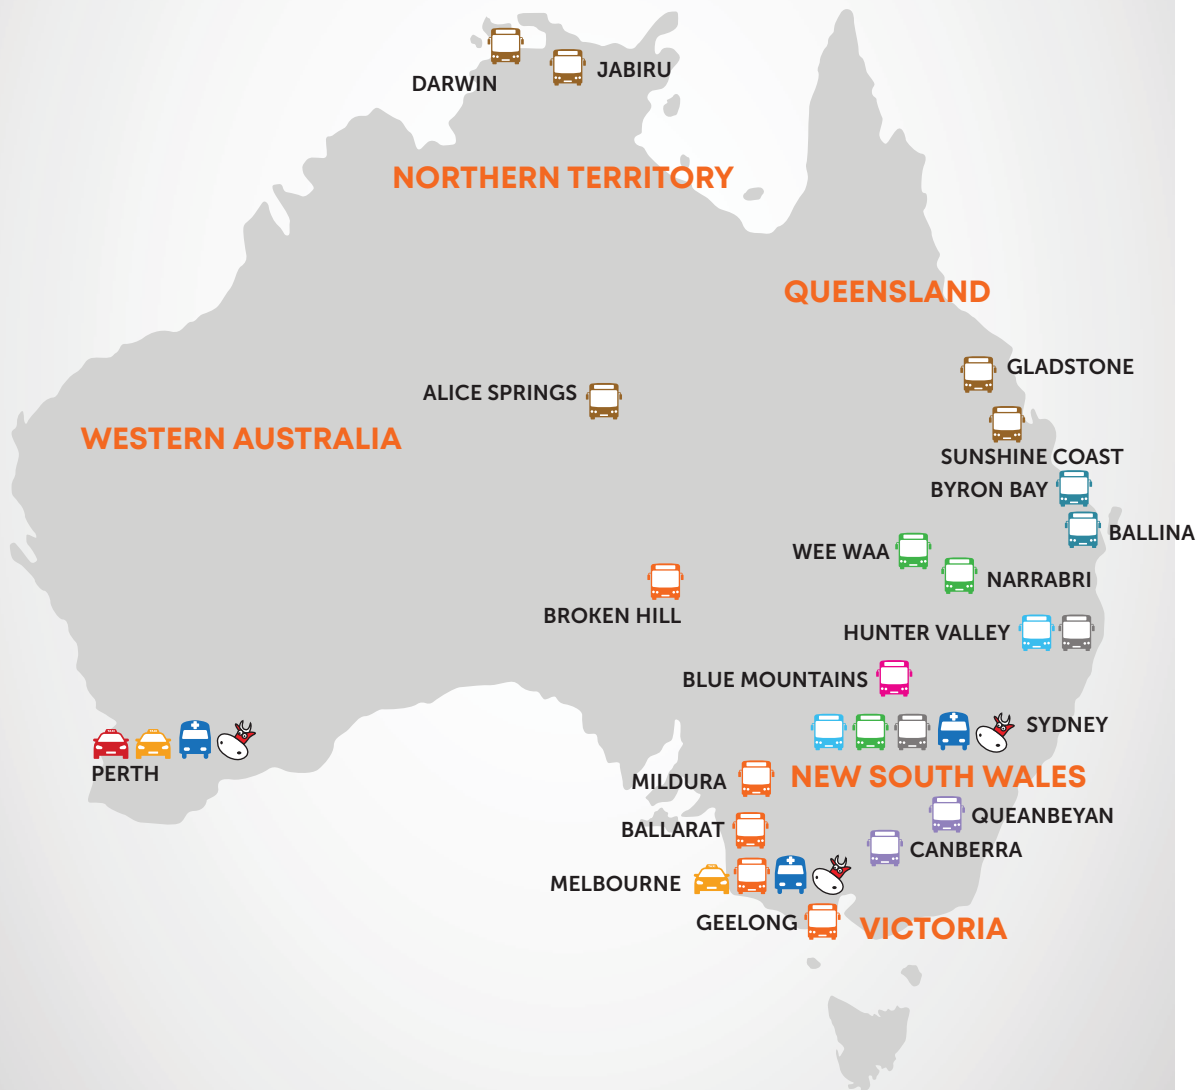 DARWIN
JABIRU
NORTHERN TERRITORY
QUEENSLAND
GLADSTONE
ALICE SPRINGS
WESTERN AUSTRALIA
SUNSHINE COAST
BYRON BAY
BALLINA
WEE WAA
NARRABRI
BROKEN HILL
HUNTER VALLEY
BLUE MOUNTAINS
SYDNEY
PERTH
MILDURA
NEW SOUTH WALES
QUEANBEYAN
BALLARAT
CANBERRA
MELBOURNE
GEELONG
VICTORIA